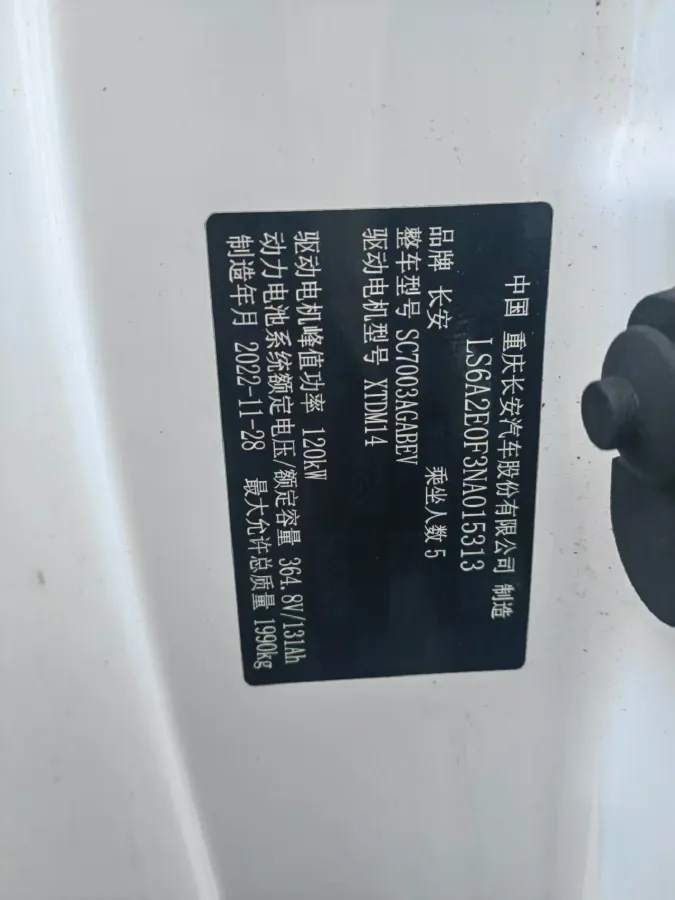 中国 重庆长安汽车股份有限公司 制造
LS6A2E0F3NA015313
品牌 长安 乘坐人数 5
整车型号 SC7003AGABEV
驱动电机型号 XTDM14
驱动电机峰值功率 120kW
动力电池系统额定电压/额定容量 364.8V/131Ah
制造年月 2022-11-28 最大允许总质量 1990kg